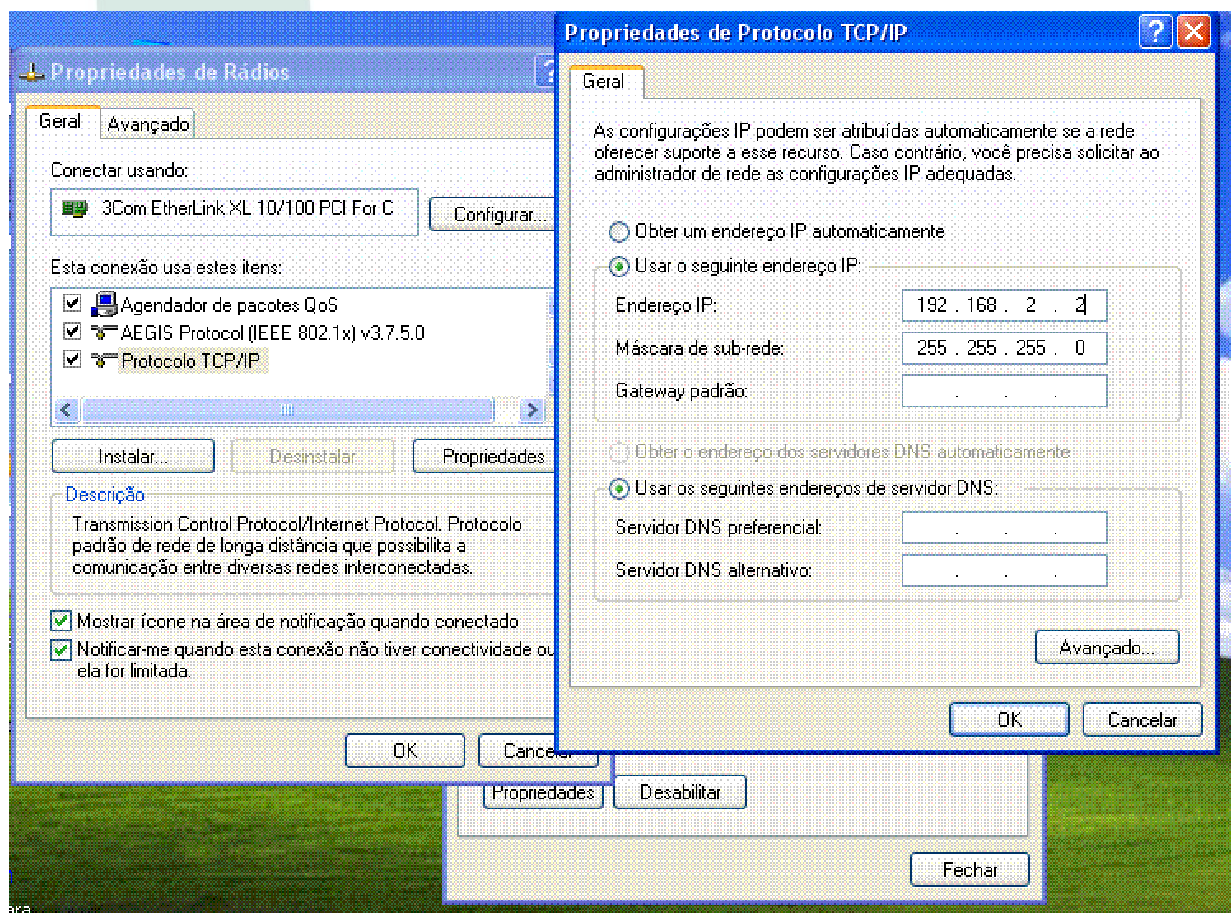 Propriedades de Rádios
Geral
Avançado
Conectar usando:
3Com EtherLink XL 10/100 PCI For C
Configurar...
Esta conexão usa estes itens:
Agendador de pacotes QoS
AEGIS Protocol (IEEE 802.1x) v3.7.5.0
Protocolo TCP/IP
Instalar...
Desinstalar
Propriedades
Descrição
Transmission Control Protocol/Internet Protocol. Protocolo
padrão de rede de longa distância que possibilita a
comunicação entre diversas redes interconectadas.
Mostrar ícone na área de notificação quando conectado
Notificar-me quando esta conexão não tiver conectividade ou
ela for limitada.
OK
Cancelar
Propriedades de Protocolo TCP/IP
Geral
As configurações IP podem ser atribuídas automaticamente se a rede
oferecer suporte a esse recurso. Caso contrário, você precisa solicitar ao
administrador de rede as configurações IP adequadas.
Obter um endereço IP automaticamente
Usar o seguinte endereço IP:
Endereço IP:
192 . 168 . 2 . 2
Máscara de sub-rede:
255 . 255 . 255 . 0
Gateway padrão:
. . .
Obter o endereço dos servidores DNS automaticamente
Usar os seguintes endereços de servidor DNS:
Servidor DNS preferencial:
. . .
Servidor DNS alternativo:
. . .
Avançado...
OK
Cancelar
Propriedades
Desabilitar
Fechar